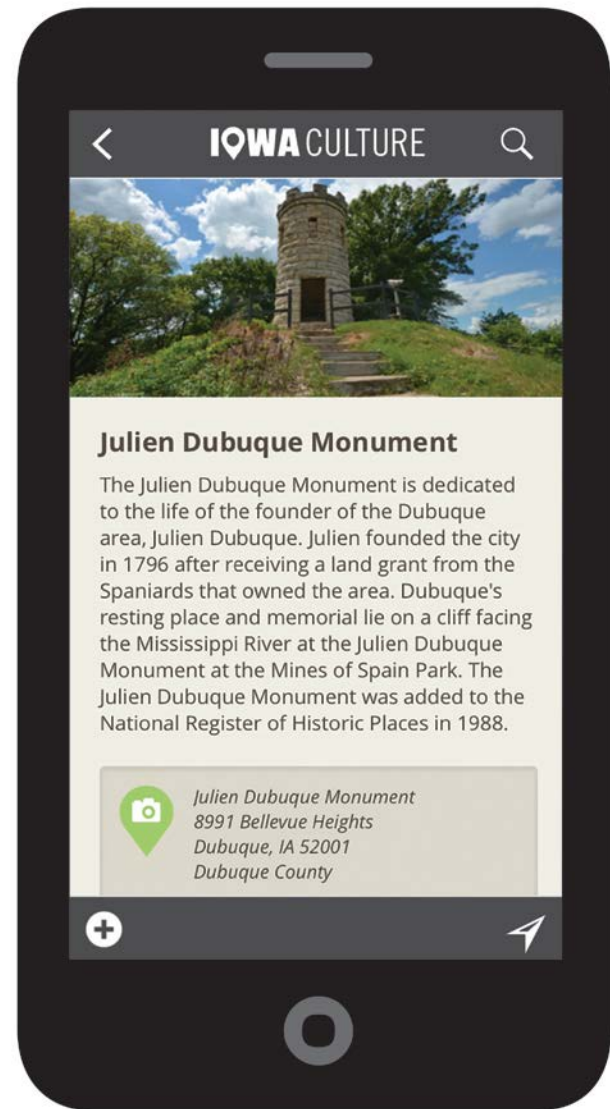 IOWA CULTURE
Julien Dubuque Monument
The Julien Dubuque Monument is dedicated
to the life of the founder of the Dubuque
area, Julien Dubuque. Julien founded the city
in 1796 after receiving a land grant from the
Spaniards that owned the area. Dubuque's
resting place and memorial lie on a cliff facing
the Mississippi River at the Julien Dubuque
Monument at the Mines of Spain Park. The
Julien Dubuque Monument was added to the
National Register of Historic Places in 1988.
Julien Dubuque Monument
8991 Bellevue Heights
Dubuque, IA 52001
Dubuque County